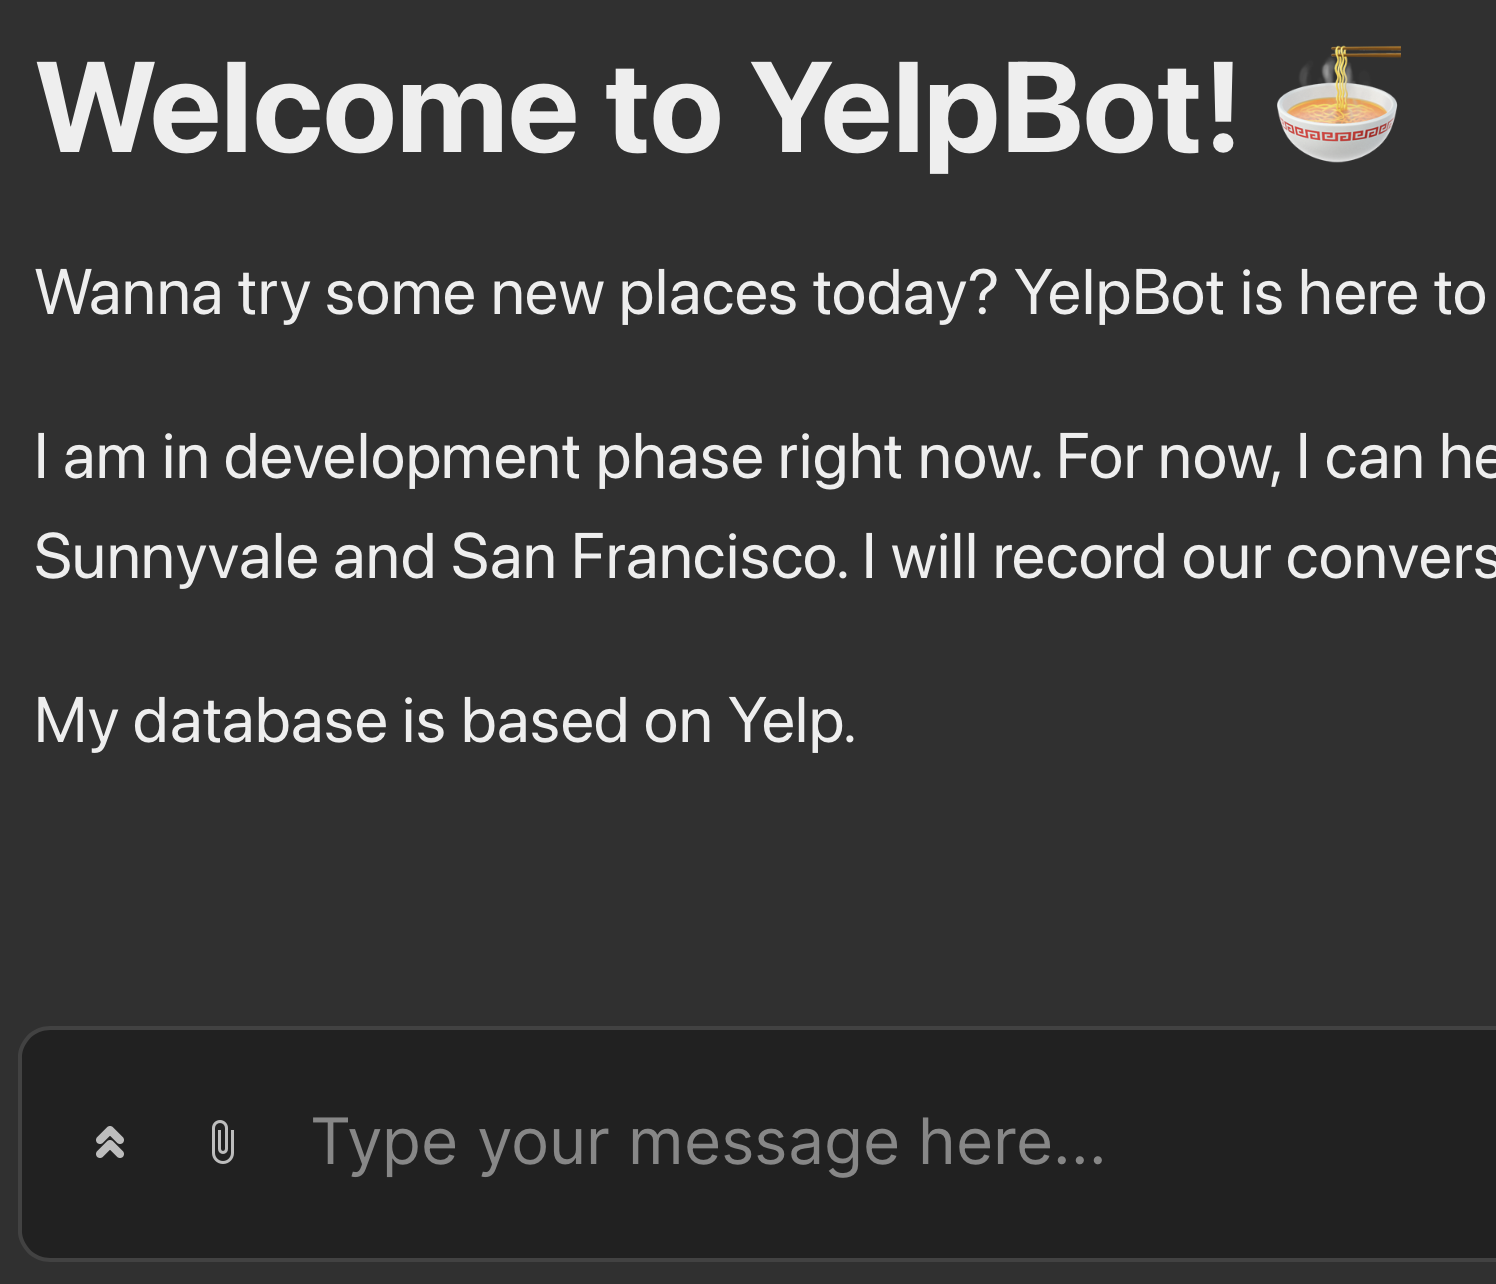 Welcome to YelpBot! 🍜
Wanna try some new places today? YelpBot is here to
I am in development phase right now. For now, I can he
Sunnyvale and San Francisco. I will record our convers
My database is based on Yelp.
Type your message here...